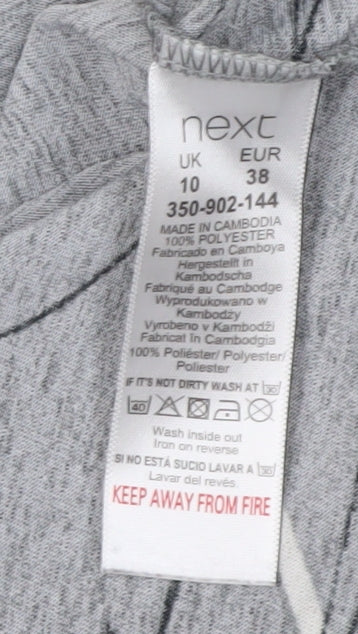 next
UK EUR
10 38
350-902-144
MADE IN CAMBODIA
100% POLYESTER
Fabricado en Camboya
Hergestellt in
Kambodscha
Fabriqué au Cambodge
Wyprodukowano w
Kambodży
Vyrobeno v Kambodži
Fabricat în Cambodgia
100% Poliéster/ Polyester/
Poliester
IF IT'S NOT DIRTY WASH AT 30
40
Wash inside out
Iron on reverse
SI NO ESTÁ SUCIO LAVAR A 30
Lavar del revés
KEEP AWAY FROM FIRE